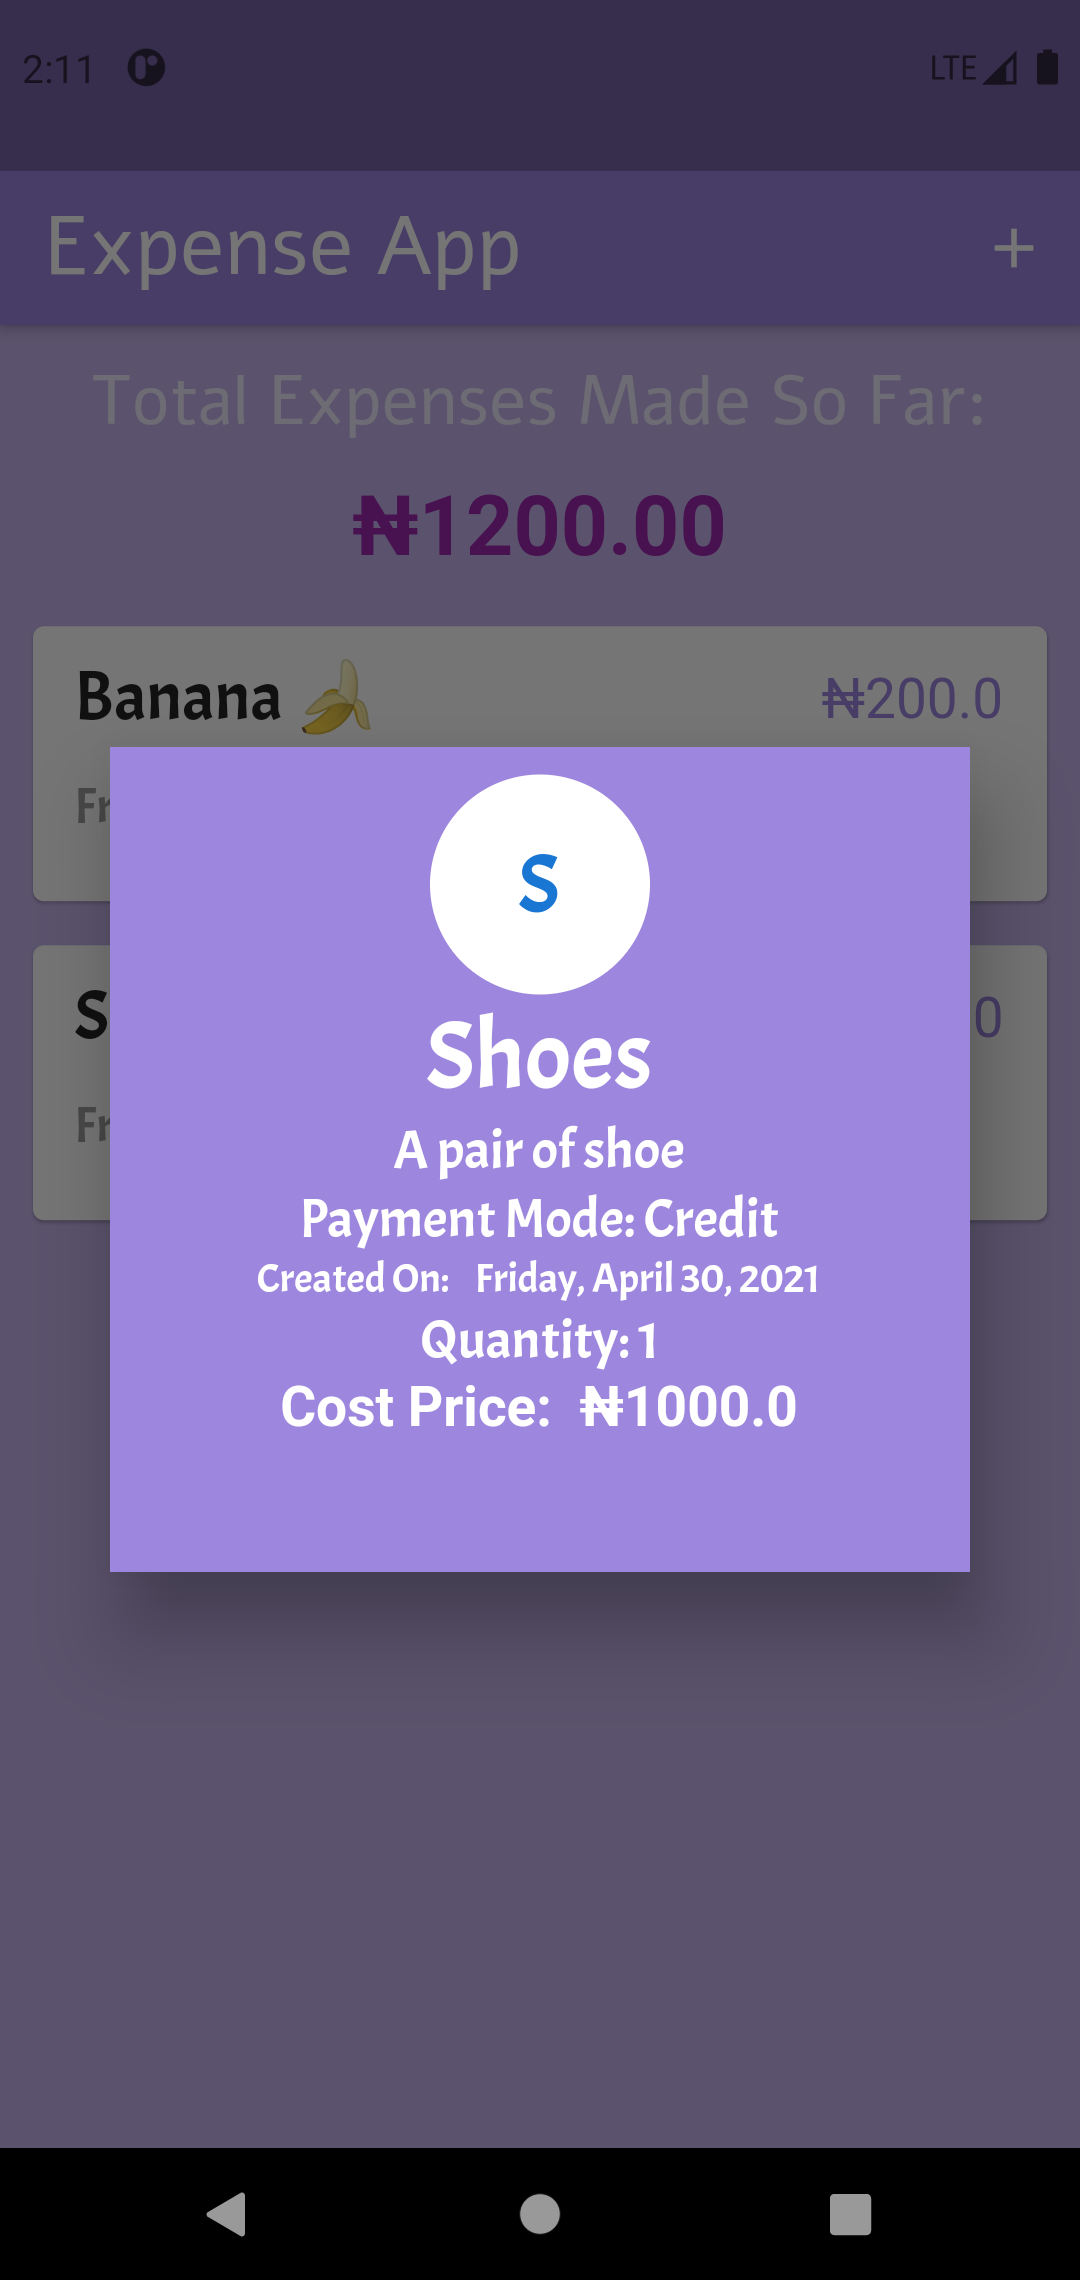 2:11 LTE
Expense App +
Total Expenses Made So Far:
₦1200.00
Banana 🍌 ₦200.0
Fr
S
Shoes
A pair of shoe
Payment Mode: Credit
Created On: Friday, April 30, 2021
Quantity: 1
Cost Price: ₦1000.0
S 0
Fr